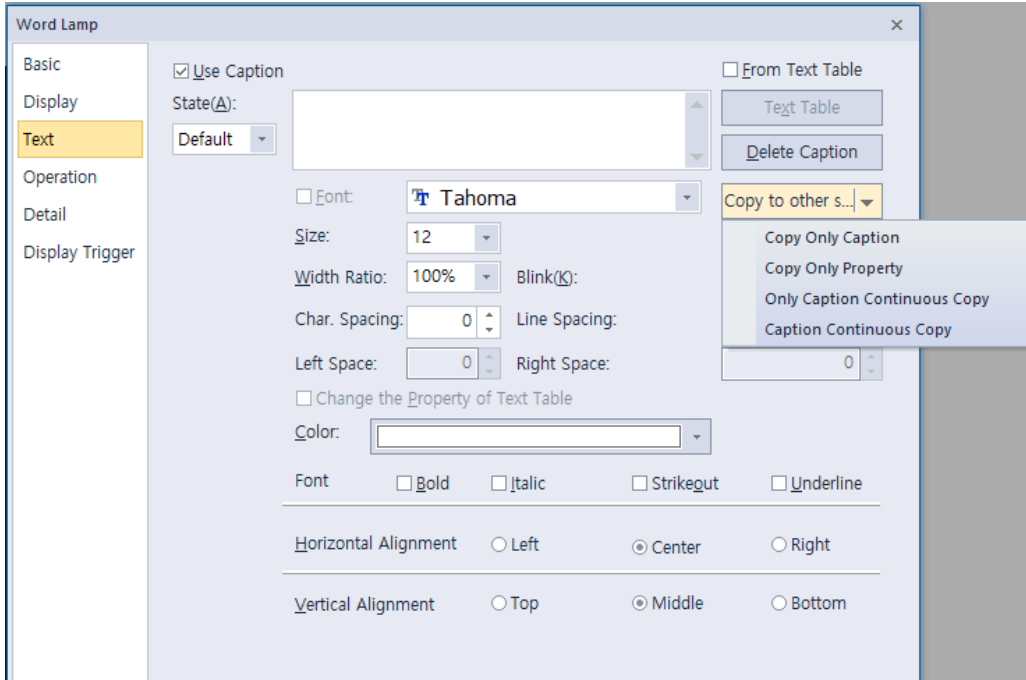 Word Lamp
Basic
Display
Text
Operation
Detail
Display Trigger
Use Caption
From Text Table
State(A):
Text Table
Default
Delete Caption
Font:
Tahoma
Copy to other s...
Size:
12
Copy Only Caption
Copy Only Property
Width Ratio:
100%
Blink(K):
Only Caption Continuous Copy
Char. Spacing:
0
Line Spacing:
Caption Continuous Copy
Left Space:
0
Right Space:
0
Change the Property of Text Table
Color:
Font
Bold
Italic
Strikeout
Underline
Horizontal Alignment
Left
Center
Right
Vertical Alignment
Top
Middle
Bottom